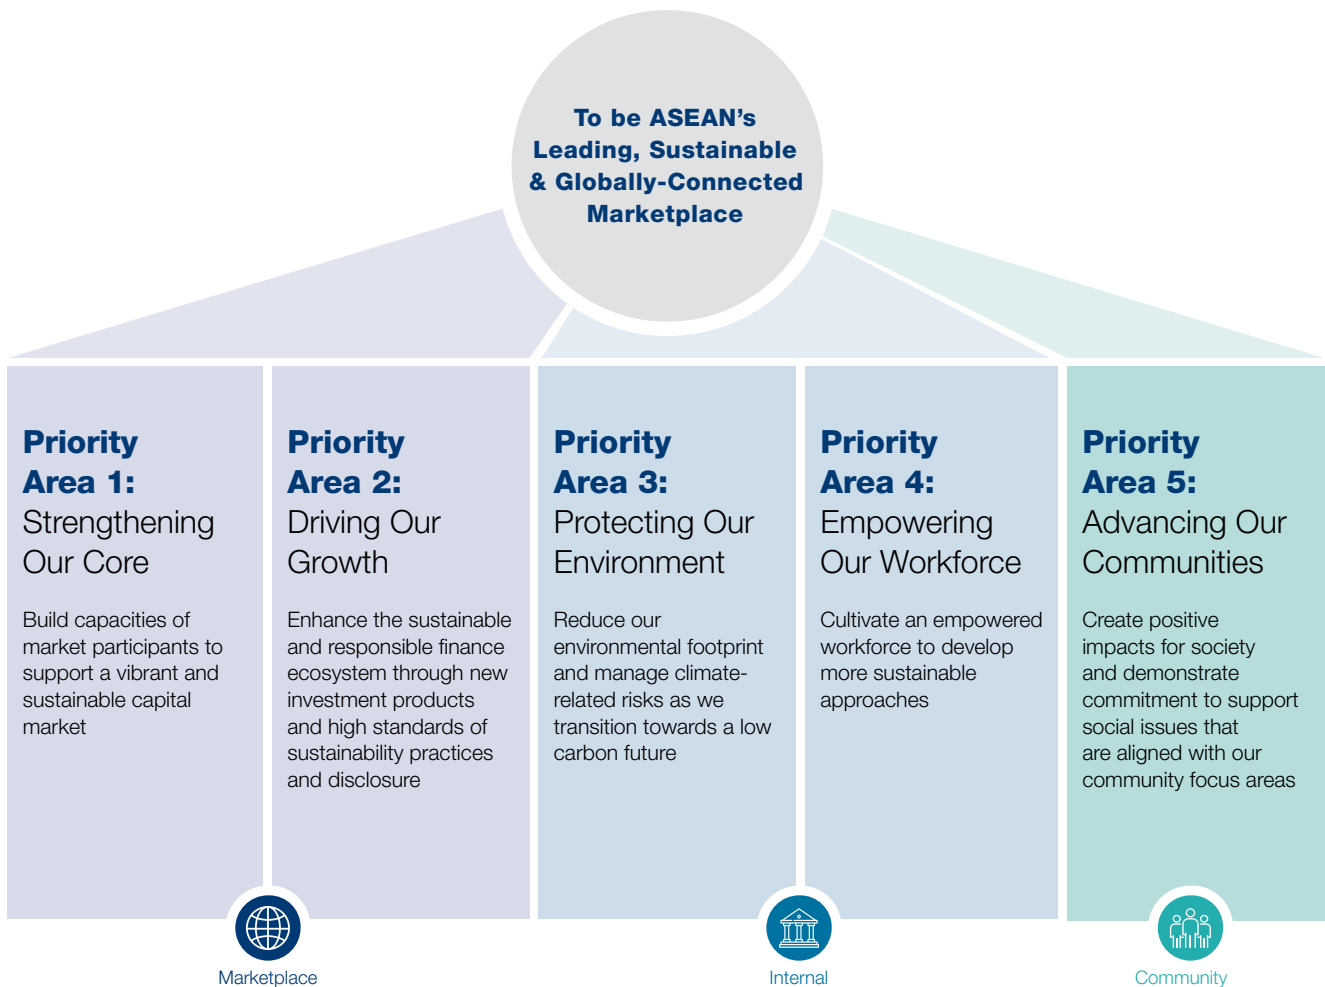 To be ASEAN’s
Leading, Sustainable
& Globally-Connected
Marketplace
Priority
Area 1:
Strengthening
Our Core
Build capacities of
market participants to
support a vibrant and
sustainable capital
market
Priority
Area 2:
Driving Our
Growth
Enhance the sustainable
and responsible finance
ecosystem through new
investment products
and high standards of
sustainability practices
and disclosure
Priority
Area 3:
Protecting Our
Environment
Reduce our
environmental footprint
and manage climate-
related risks as we
transition towards a low
carbon future
Priority
Area 4:
Empowering
Our Workforce
Cultivate an empowered
workforce to develop
more sustainable
approaches
Priority
Area 5:
Advancing Our
Communities
Create positive
impacts for society
and demonstrate
commitment to support
social issues that
are aligned with our
community focus areas
Marketplace
Internal
Community